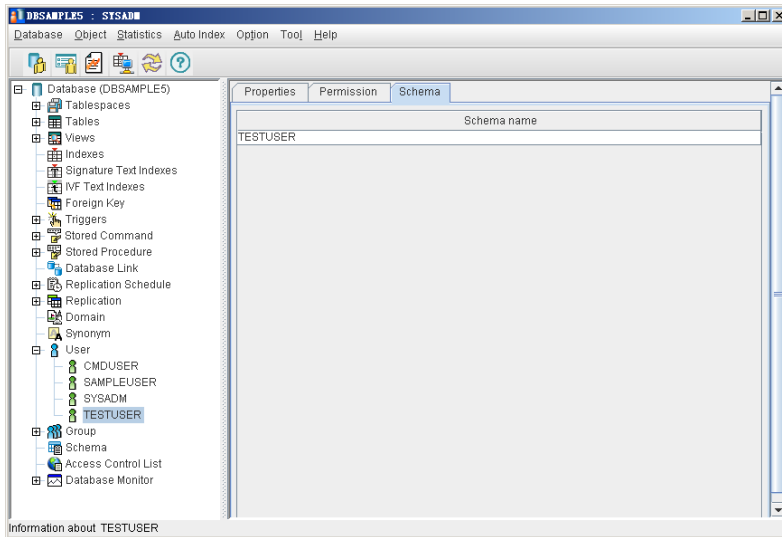 DBSAMPLE5 : SYSADM
Database Object Statistics Auto Index Option Tool Help
Database (DBSAMPLE5)
Tablespaces
Tables
Views
Indexes
Signature Text Indexes
IVF Text Indexes
Foreign Key
Triggers
Stored Command
Stored Procedure
Database Link
Replication Schedule
Replication
Domain
Synonym
User
CMDUSER
SAMPLEUSER
SYSADM
TESTUSER
Group
Schema
Access Control List
Database Monitor
Properties Permission Schema
Schema name
TESTUSER
Information about TESTUSER